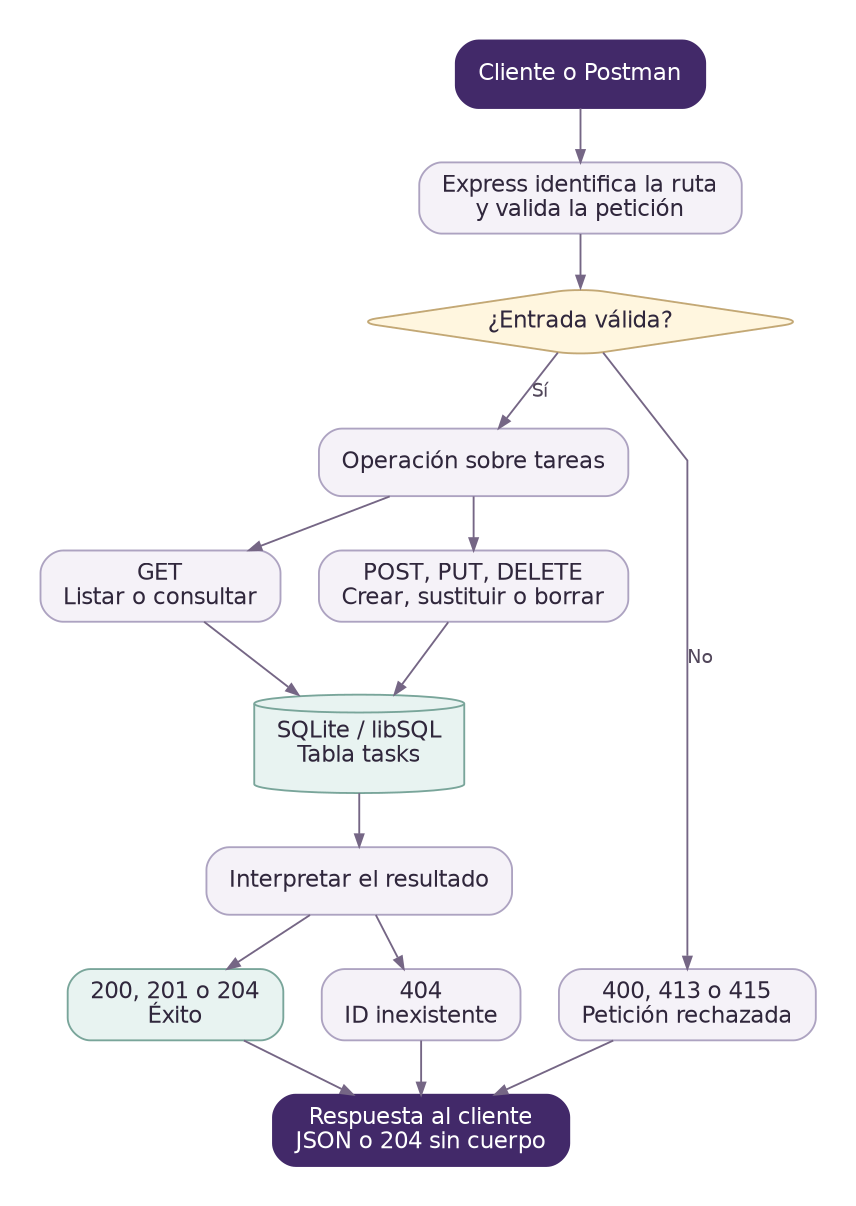 Cliente o Postman
Express identifica la ruta
y valida la petición
¿Entrada válida?
Sí
Operación sobre tareas
GET
Listar o consultar
POST, PUT, DELETE
Crear, sustituir o borrar
No
SQLite / libSQL
Tabla tasks
Interpretar el resultado
200, 201 o 204
Éxito
404
ID inexistente
400, 413 o 415
Petición rechazada
Respuesta al cliente
JSON o 204 sin cuerpo